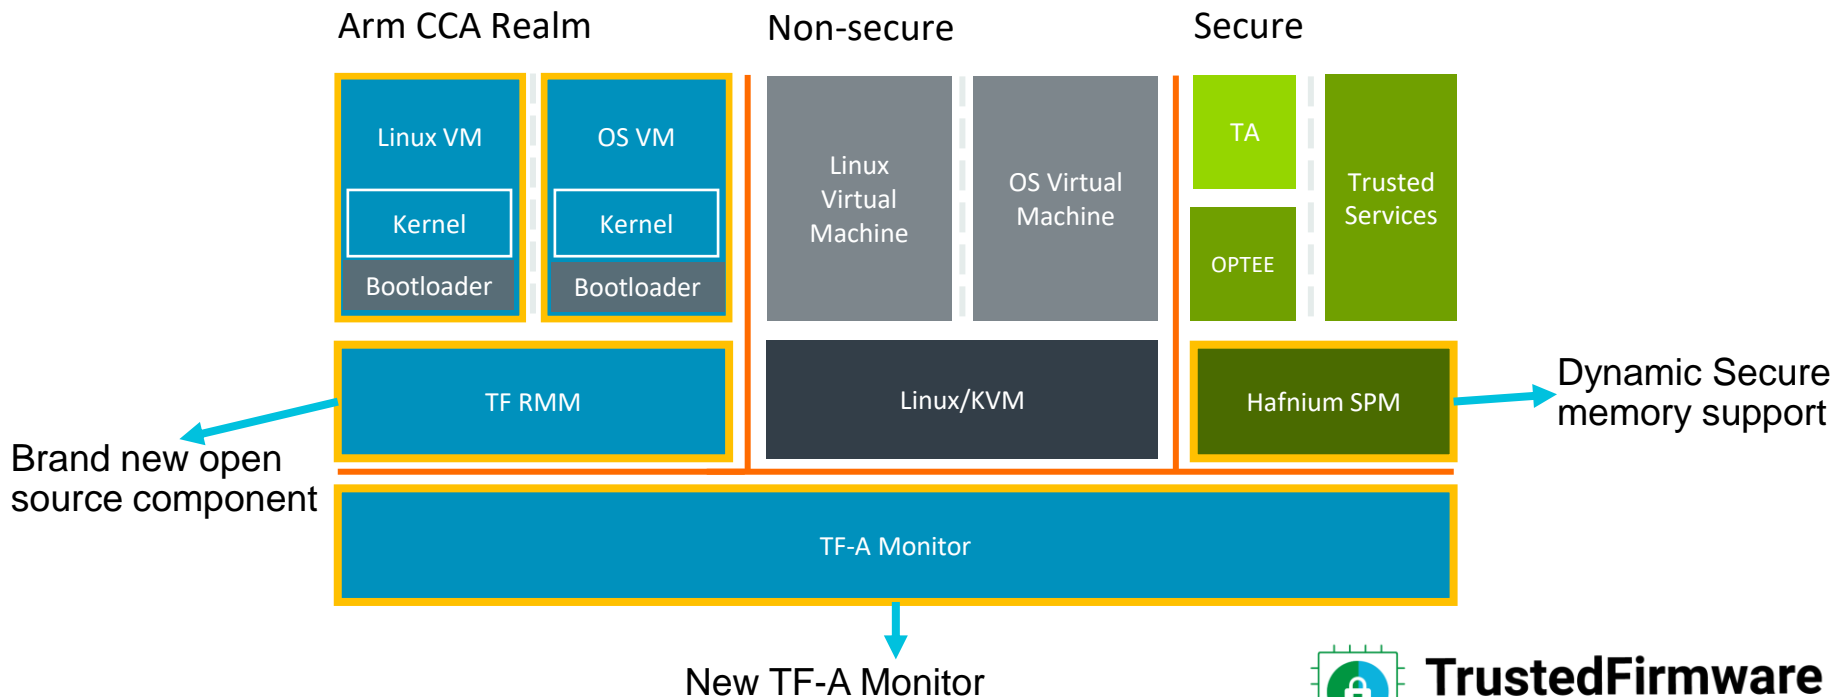 Arm CCA Realm
Non-secure
Secure
Linux VM
Kernel
Bootloader
OS VM
Kernel
Bootloader
Linux
Virtual
Machine
OS Virtual
Machine
TA
OPTEE
Trusted
Services
TF RMM
Linux/KVM
Hafnium SPM
Dynamic Secure
memory support
Brand new open
source component
TF-A Monitor
New TF-A Monitor
TrustedFirmware